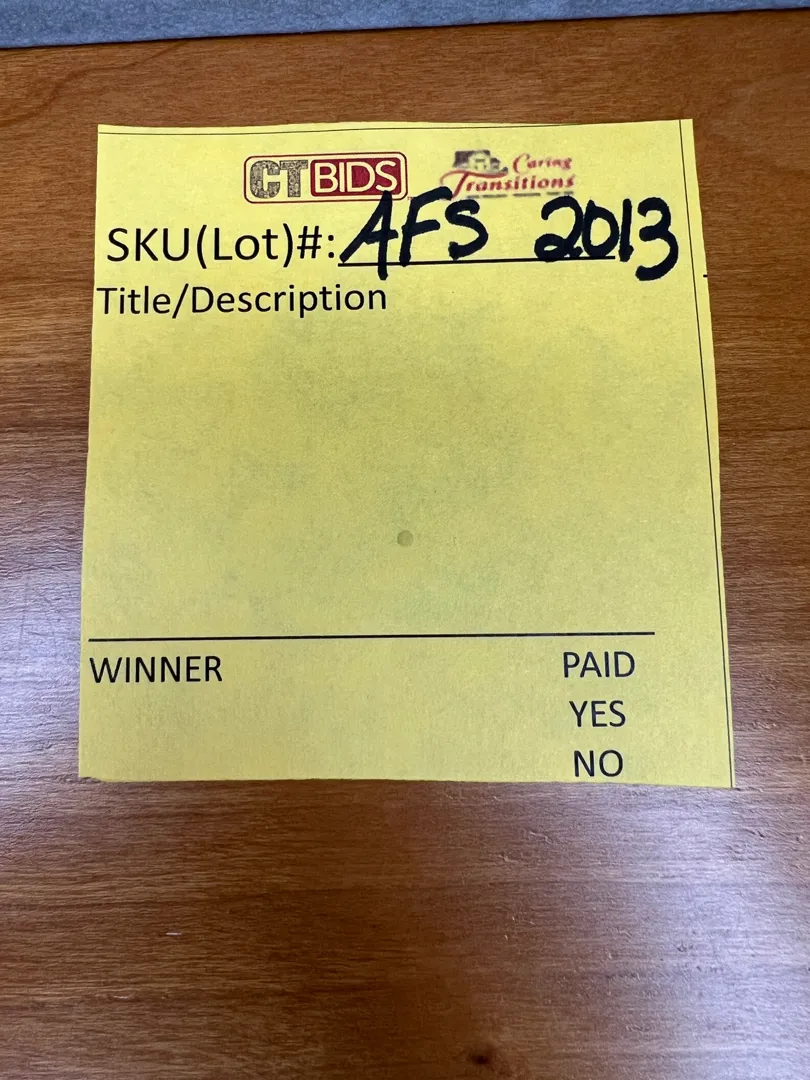 CTBIDS Caring Transitions
SKU(Lot)#: AFS 2013
Title/Description
WINNER PAID
YES
NO